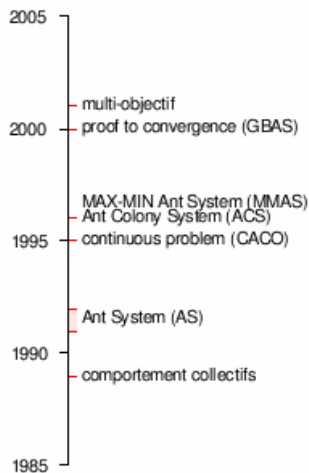 2005
multi-objectif
2000
proof to convergence (GBAS)
MAX-MIN Ant System (MMAS)
Ant Colony System (ACS)
1995
continuous problem (CACO)
Ant System (AS)
1990
comportement collectifs
1985